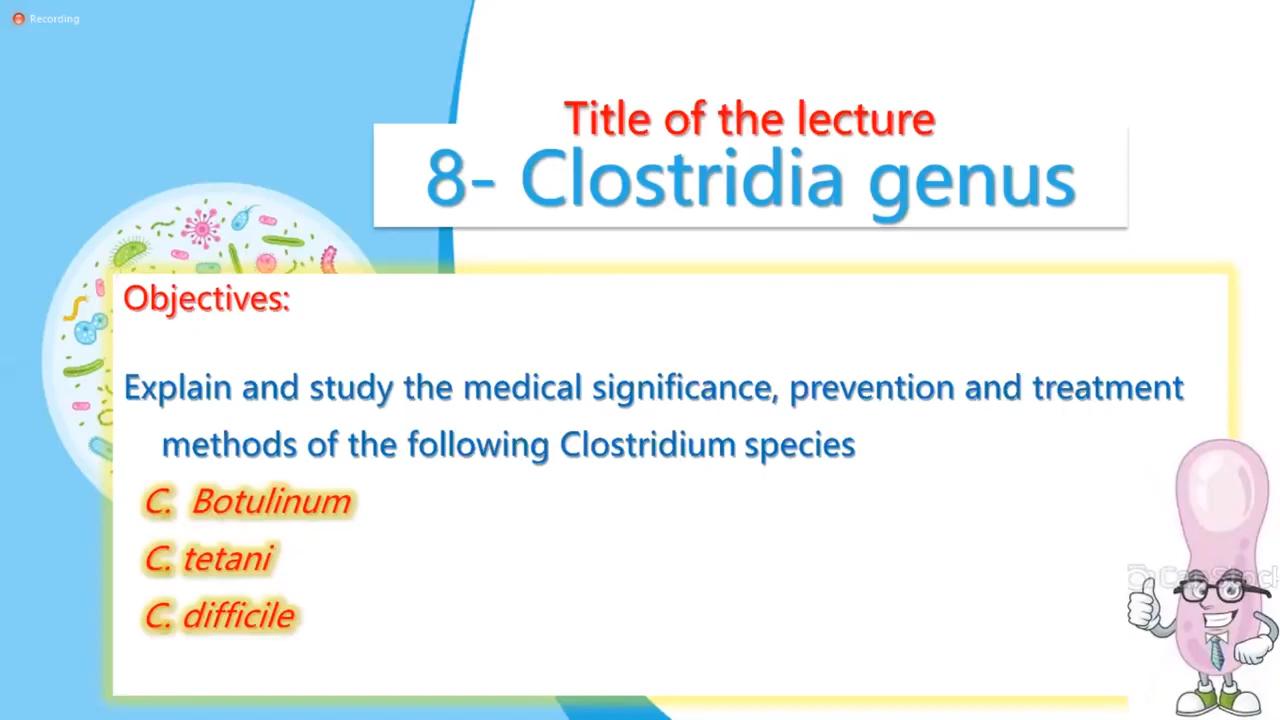 Recording
Title of the lecture
8- Clostridia genus
Objectives:
Explain and study the medical significance, prevention and treatment
methods of the following Clostridium species
C. Botulinum
C. tetani
C. difficile